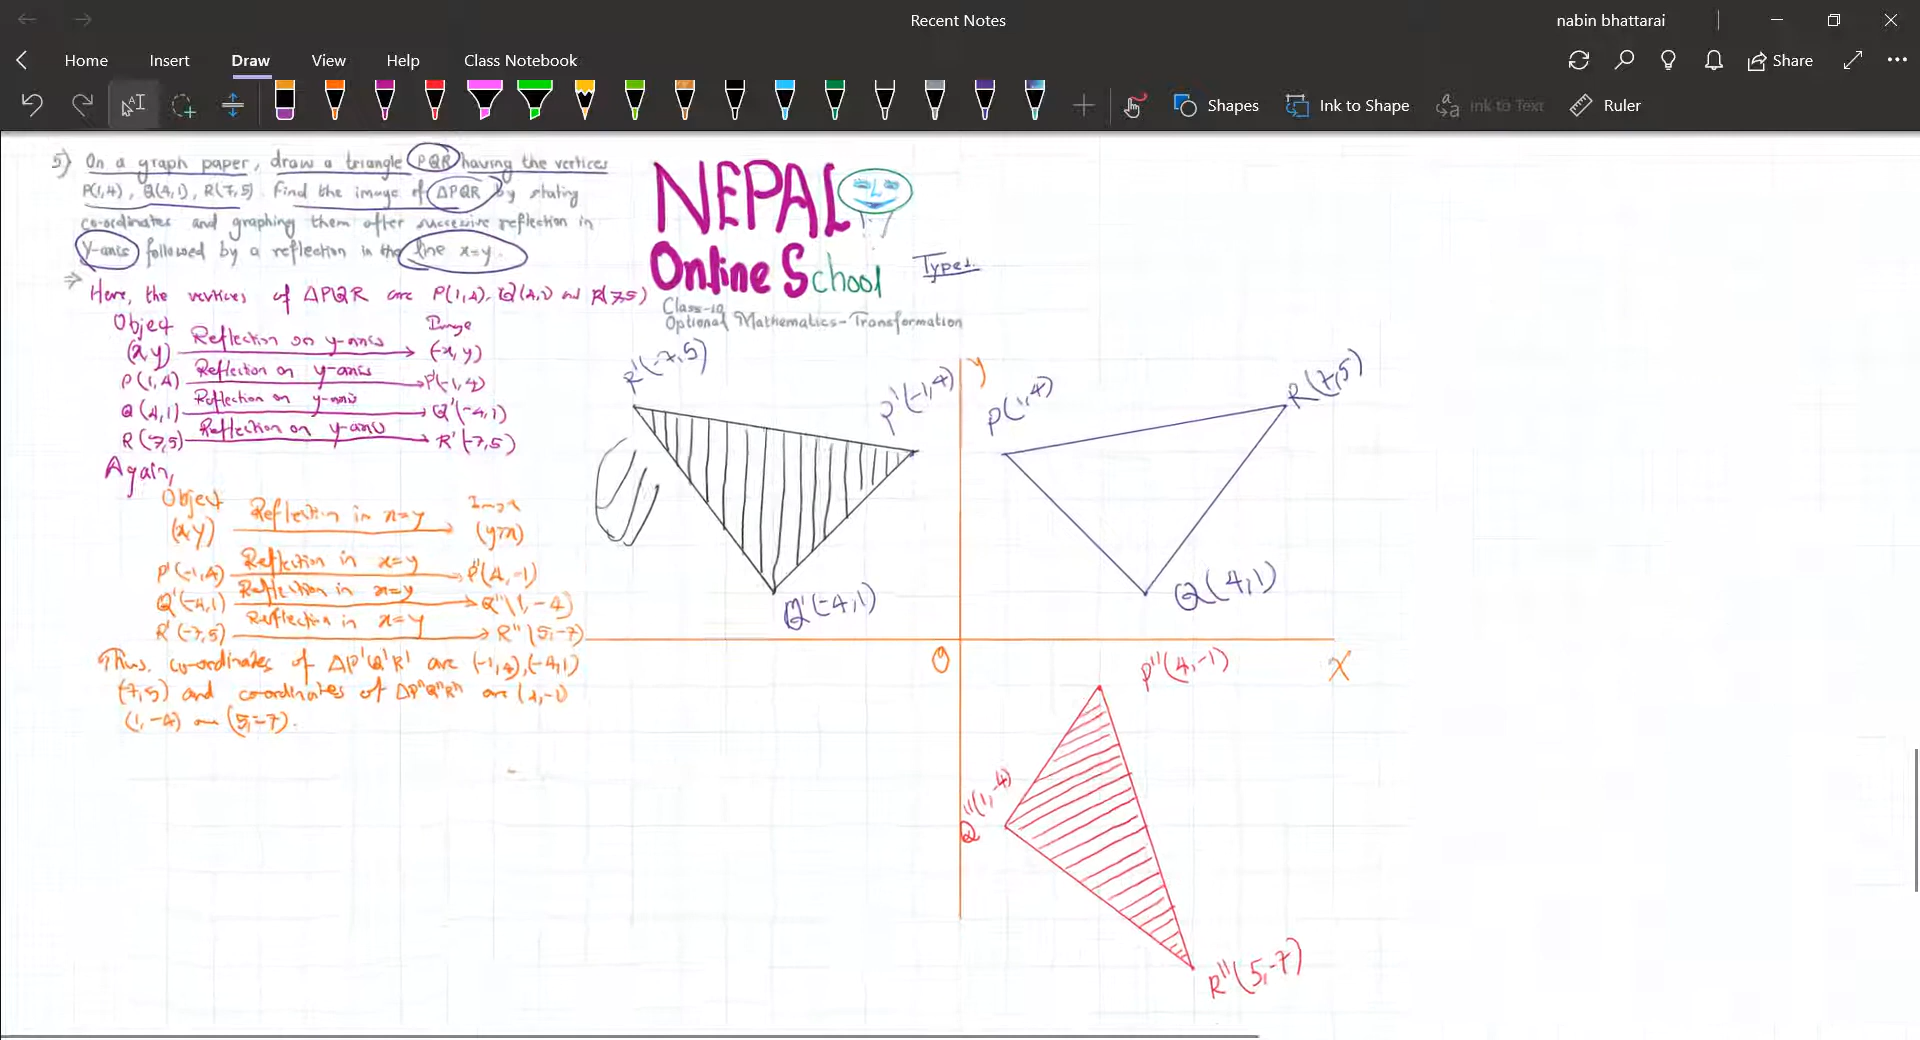 Recent Notes
nabin bhattarai
Home Insert Draw View Help Class Notebook
Share
Shapes Ink to Shape Ink to Text Ruler
5) On a graph paper, draw a triangle PQR having the vertices
P(1,4), Q(4,1), R(7,5). Find the image of ΔPQR by stating
co-ordinates and graphing them after successive reflection in
Y-axis followed by a reflection in the line x=y.
Here, the vertices of ΔPQR are P(1,4), Q(4,1) and R(7,5)
Object Image
(x,y) Reflection on y-axis (-x,y)
P(1,4) Reflection on y-axis P'(-1,4)
Q(4,1) Reflection on y-axis Q'(-4,1)
R(7,5) Reflection on y-axis R'(-7,5)
Again,
Object Image
(x,y) Reflection in x=y (y,x)
P'(-1,4) Reflection in x=y P''(4,-1)
Q'(-4,1) Reflection in x=y Q''(1,-4)
R'(-7,5) Reflection in x=y R''(5,-7)
Thus, co-ordinates of ΔP'Q'R' are (-1,4), (-4,1)
(-7,5) and co-ordinates of ΔP''Q''R'' are (4,-1)
(1,-4) and (5,-7).
NEPAL
Online School
Types
Class-10
Optional Mathematics-Transformation
R'(-7,5)
P'(-1,4)
Y
P(1,4)
R(7,5)
Q'(-4,1)
Q(4,1)
O
X
P''(4,-1)
Q''(1,-4)
R''(5,-7)